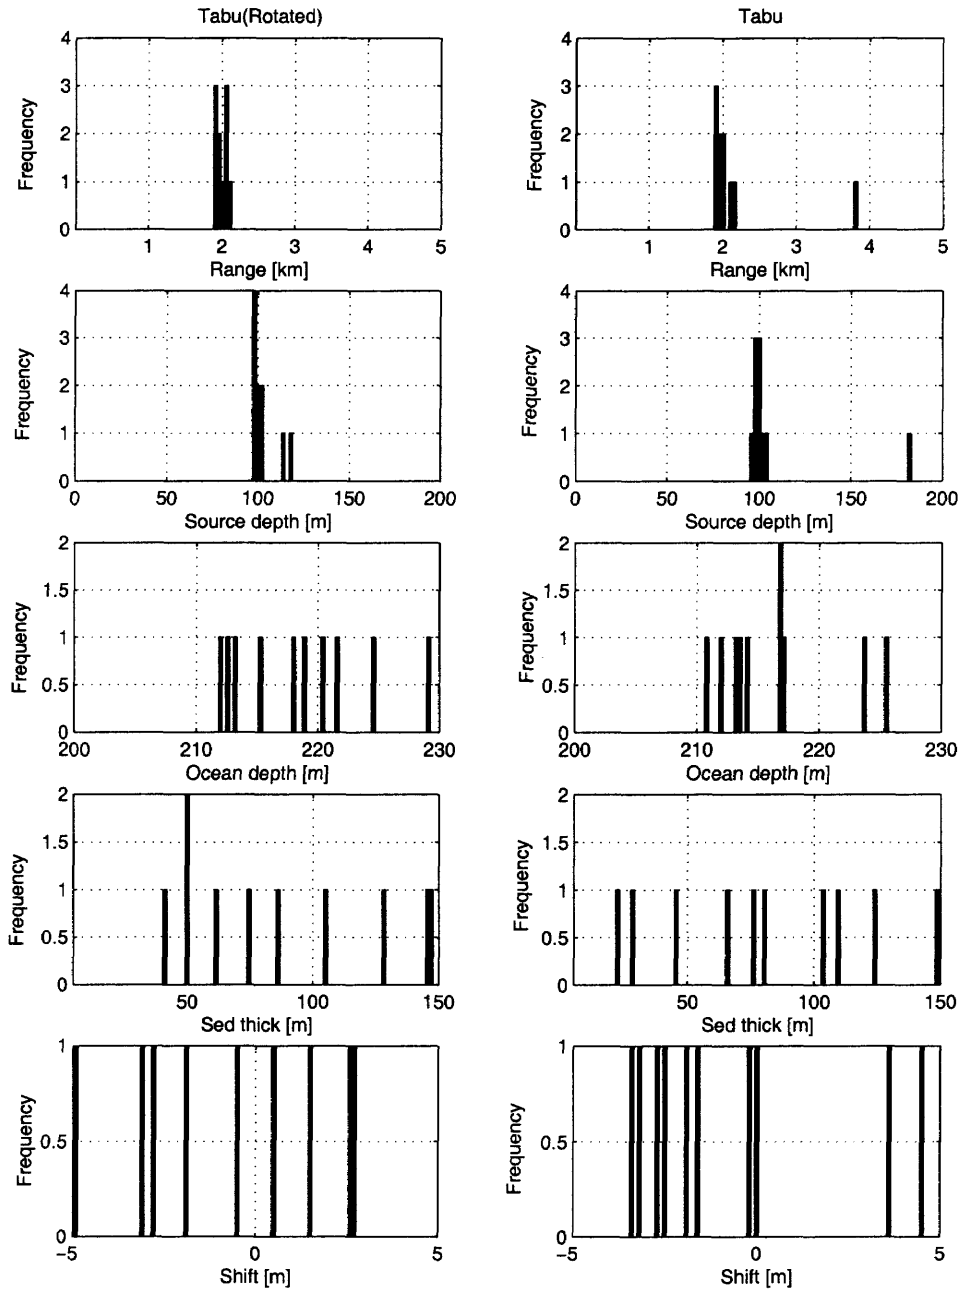 Tabu(Rotated)
4
3
2
1
0
Frequency
1 2 3 4 5
Range [km]
Tabu
4
3
2
1
0
Frequency
1 2 3 4 5
Range [km]
4
3
2
1
0
Frequency
0 50 100 150 200
Source depth [m]
4
3
2
1
0
Frequency
0 50 100 150 200
Source depth [m]
2
1.5
1
0.5
0
Frequency
200 210 220 230
Ocean depth [m]
2
1.5
1
0.5
0
Frequency
200 210 220 230
Ocean depth [m]
2
1.5
1
0.5
0
Frequency
50 100 150
Sed thick [m]
2
1.5
1
0.5
0
Frequency
50 100 150
Sed thick [m]
1
0.5
0
Frequency
−5 0 5
Shift [m]
1
0.5
0
Frequency
−5 0 5
Shift [m]